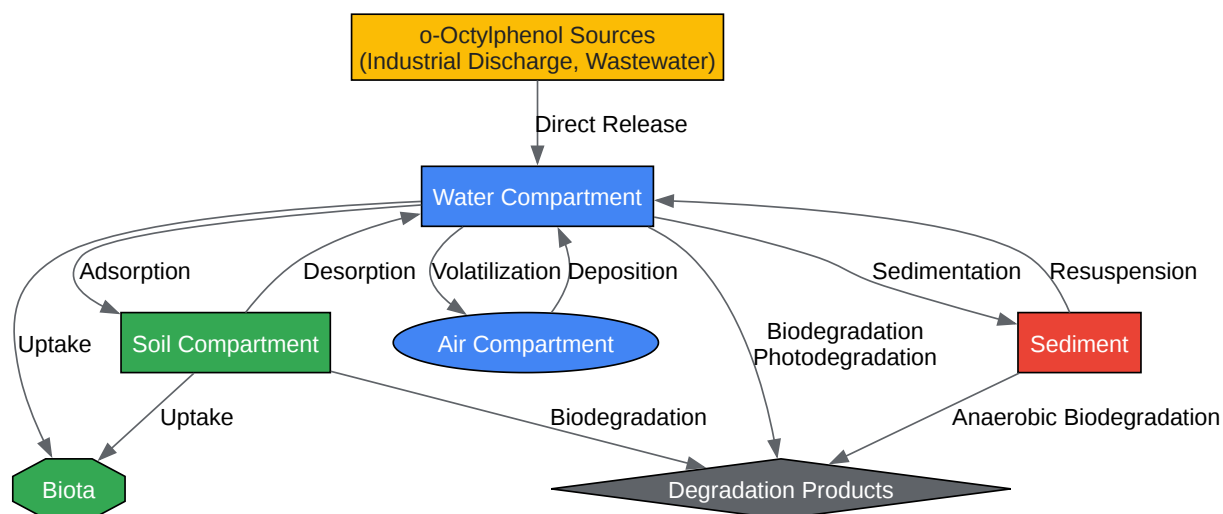 o-Octylphenol Sources
(Industrial Discharge, Wastewater)
Direct Release
Water Compartment
Adsorption
Desorption
Volatilization
Deposition
Sedimentation
Resuspension
Uptake
Soil Compartment
Air Compartment
Biodegradation
Photodegradation
Sediment
Uptake
Biodegradation
Anaerobic Biodegradation
Biota
Degradation Products